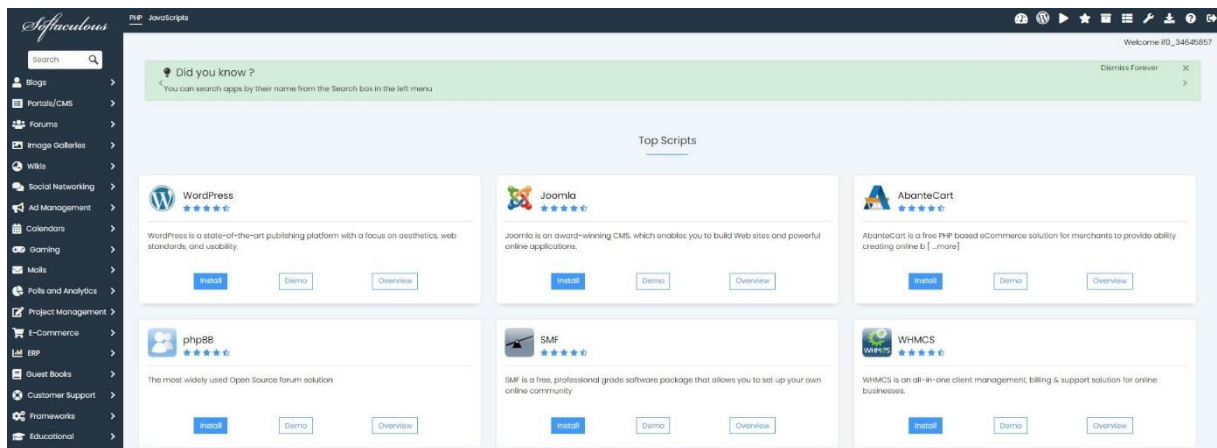 Softaculous
PHP JavaScripts
Welcome if0_34645857
Search
Blogs
Portals/CMS
Forums
Image Galleries
Wikis
Social Networking
Ad Management
Calendars
Gaming
Mails
Polls and Analytics
Project Management
E-Commerce
ERP
Guest Books
Customer Support
Frameworks
Educational
Did you know ?
Dismiss Forever
You can search apps by their name from the Search box in the left menu
Top Scripts
WordPress
WordPress is a state-of-the-art publishing platform with a focus on aesthetics, web
standards, and usability.
Install Demo Overview
Joomla
Joomla is an award-winning CMS, which enables you to build Web sites and powerful
online applications.
Install Demo Overview
AbanteCart
AbanteCart is a free PHP based eCommerce solution for merchants to provide ability
creating online b [ ...more]
Install Demo Overview
phpBB
The most widely used Open Source forum solution
Install Demo Overview
SMF
SMF is a free, professional grade software package that allows you to set up your own
online community
Install Demo Overview
WHMCS
WHMCS
WHMCS is an all-in-one client management, billing & support solution for online
businesses.
Install Demo Overview